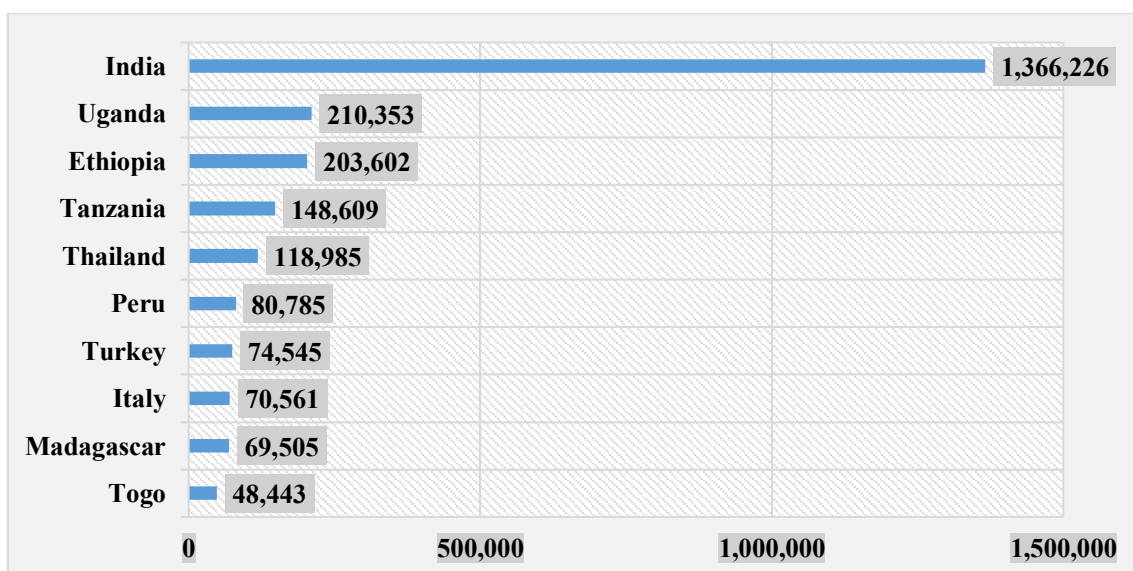 India 1,366,226
Uganda 210,353
Ethiopia 203,602
Tanzania 148,609
Thailand 118,985
Peru 80,785
Turkey 74,545
Italy 70,561
Madagascar 69,505
Togo 48,443
0 500,000 1,000,000 1,500,000